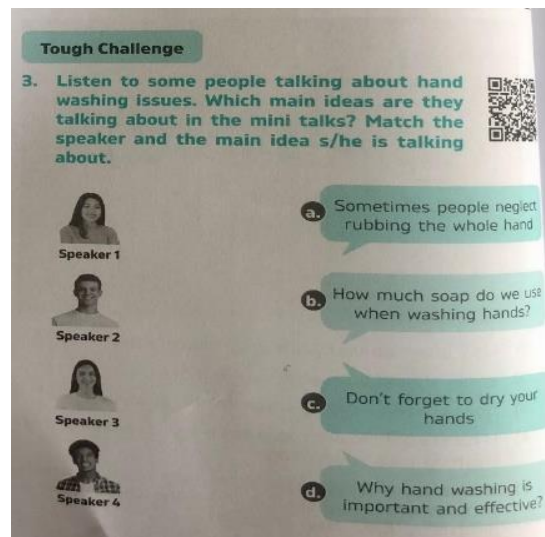 Tough Challenge
3. Listen to some people talking about hand
washing issues. Which main ideas are they
talking about in the mini talks? Match the
speaker and the main idea s/he is talking
about.
Speaker 1
a. Sometimes people neglect
rubbing the whole hand
Speaker 2
b. How much soap do we use
when washing hands?
Speaker 3
c. Don't forget to dry your
hands
Speaker 4
d. Why hand washing is
important and effective?